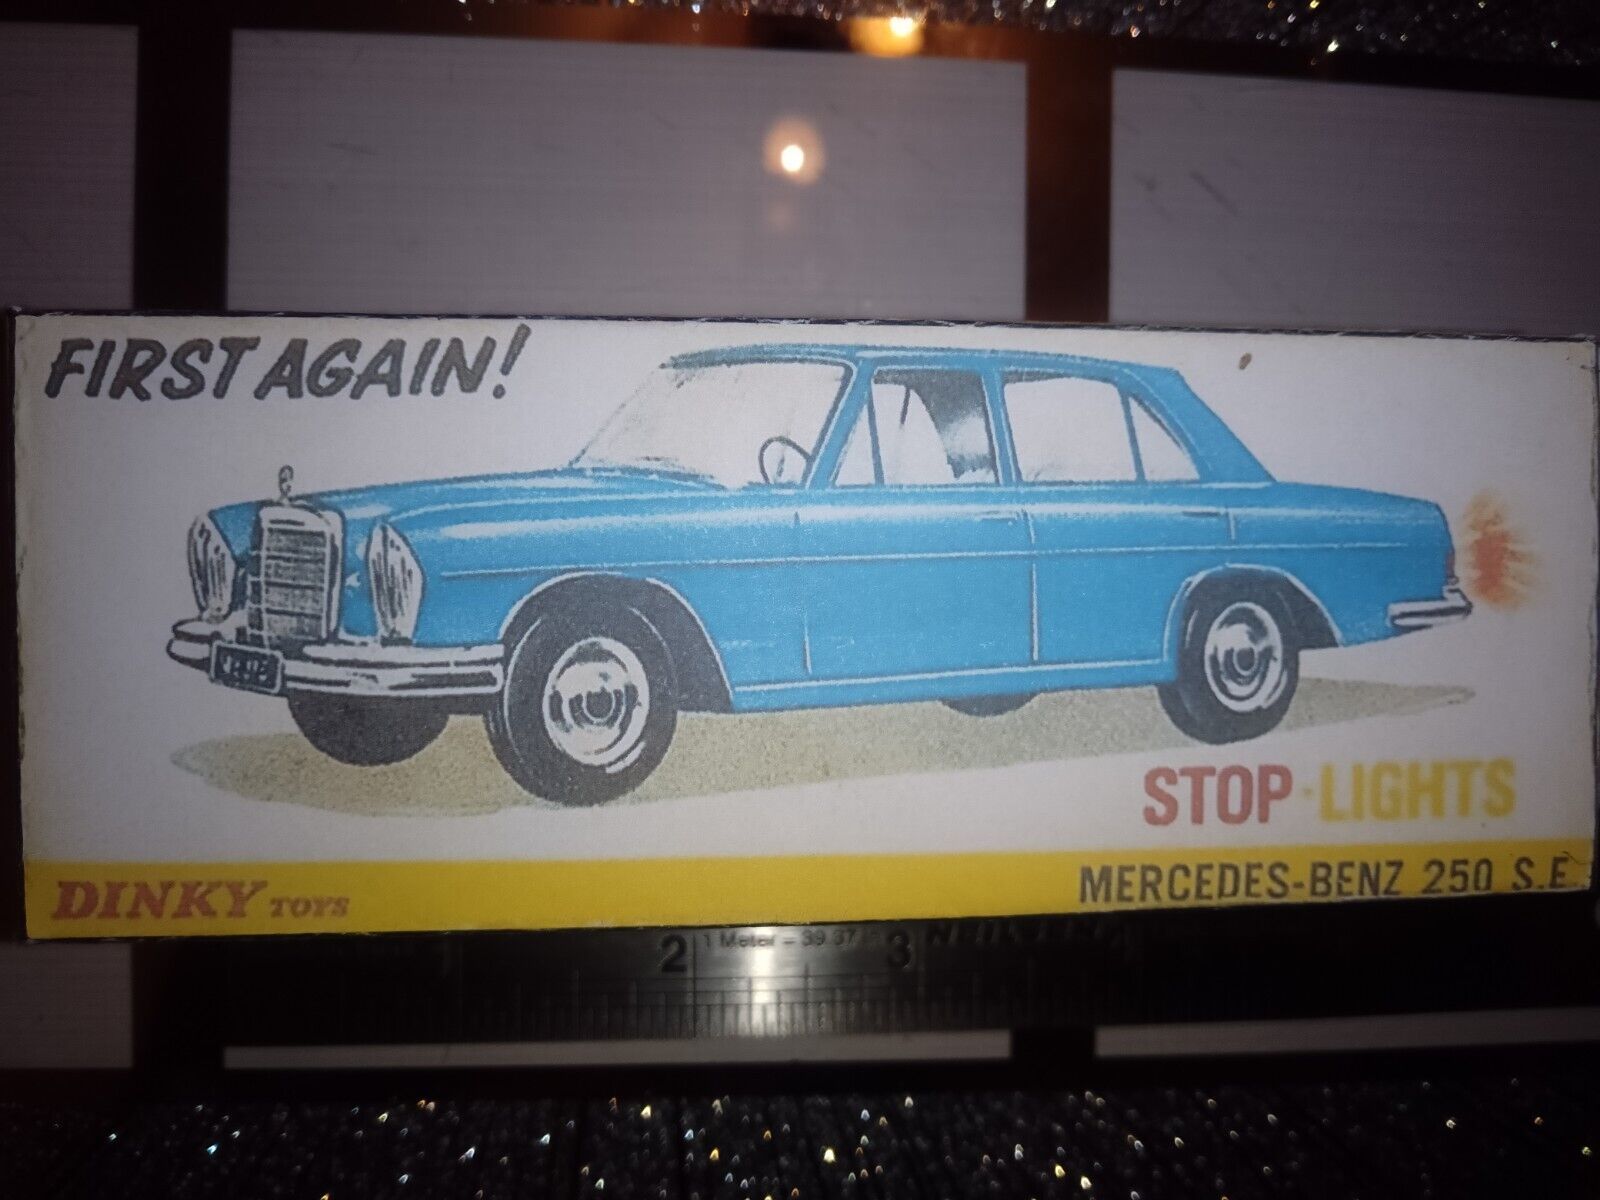 FIRST AGAIN!
STOP-LIGHTS
DINKY TOYS
MERCEDES-BENZ 250 S.E.
2 1 Meter = 39 37 3